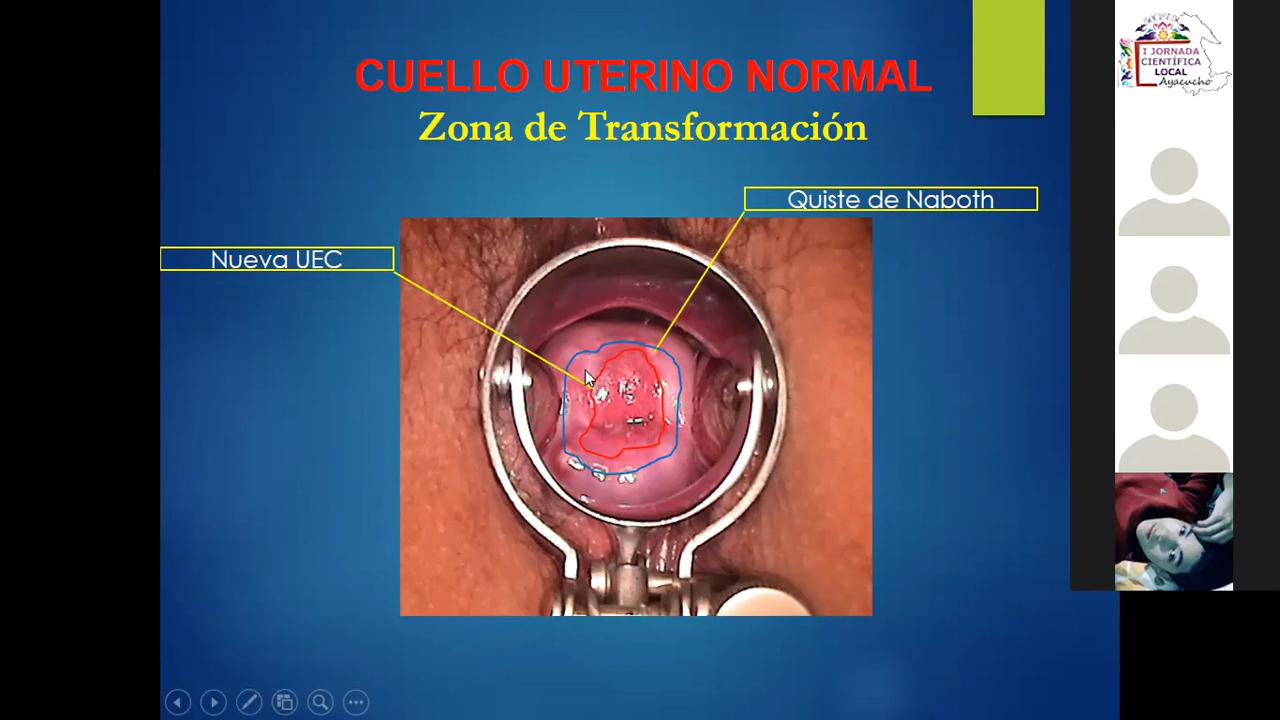 CUELLO UTERINO NORMAL
Zona de Transformación
Quiste de Naboth
Nueva UEC
I JORNADA
CIENTÍFICA
LOCAL
Ayacucho